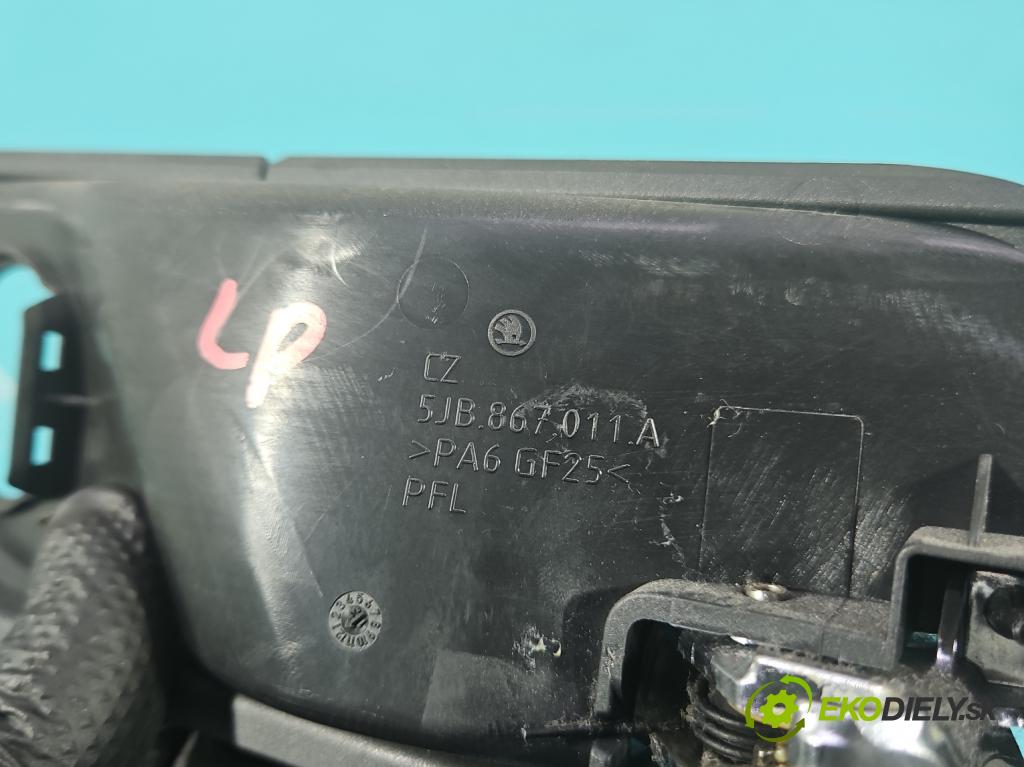 LP
CZ
5JB.867.011.A
>PA6 GF25<
PFL
EKODIELY.sk